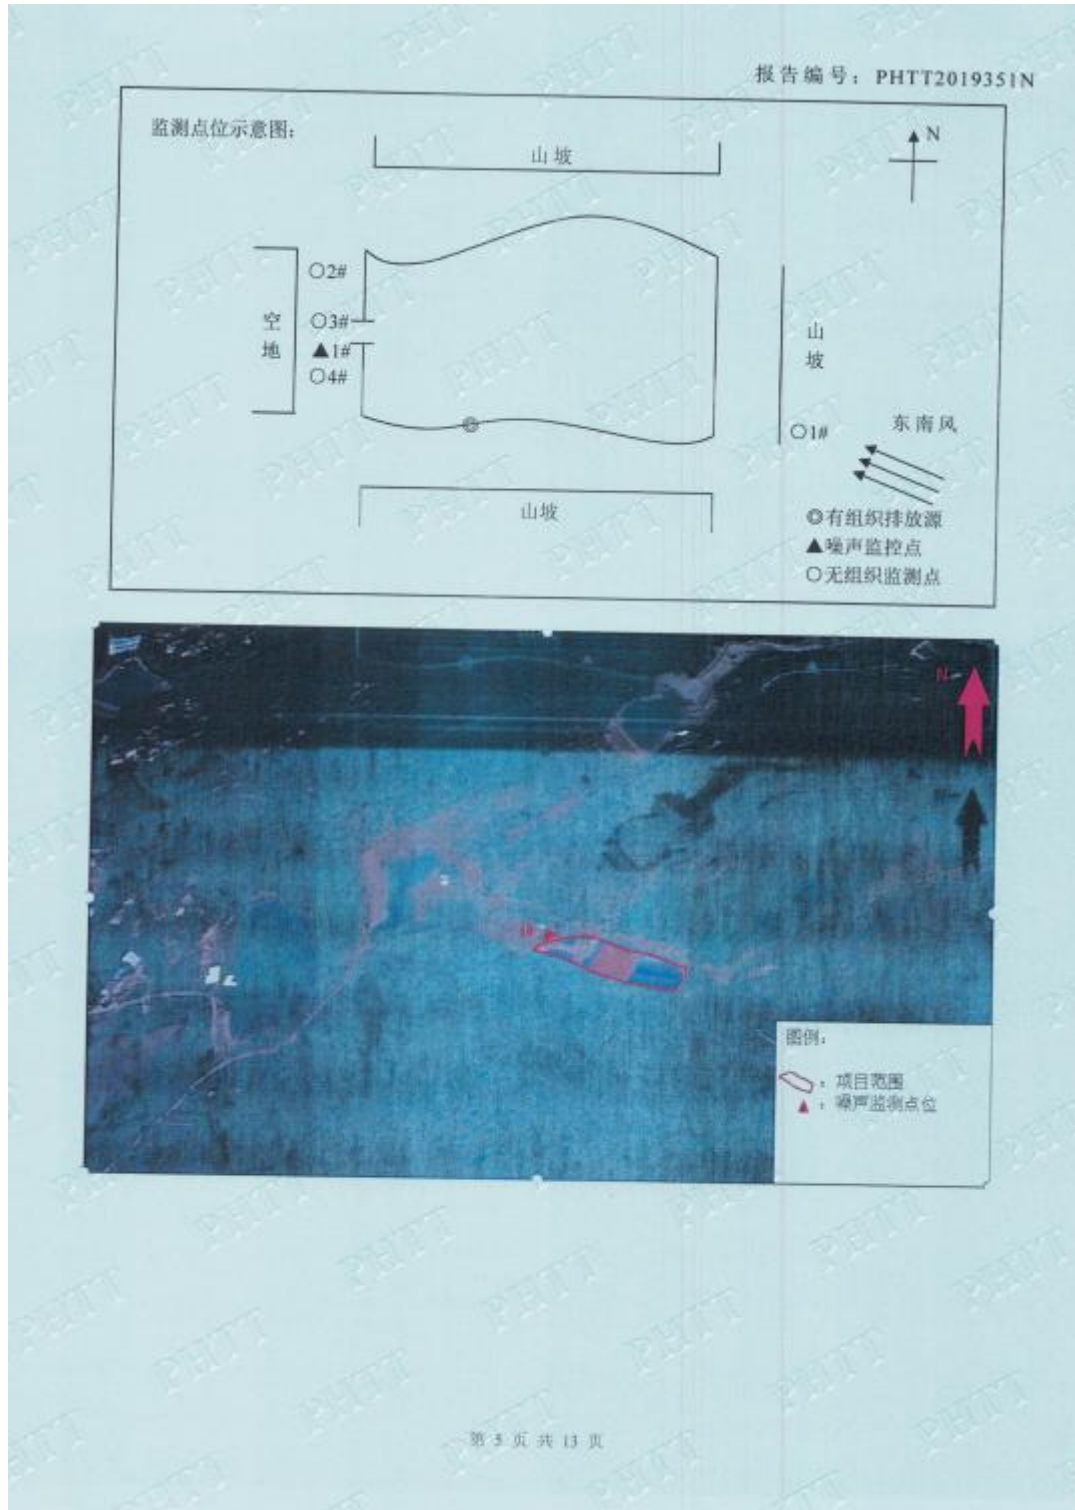 报告编号：PHTT2019351N
监测点位示意图：
山坡
N
○2#
空地
○3#
▲1#
○4#
山坡
○1#
东南风
山坡
◎有组织排放源
▲噪声监控点
○无组织监测点
N
1#
图例：
：项目范围
：噪声监测点位
第 5 页 共 13 页
PHTT